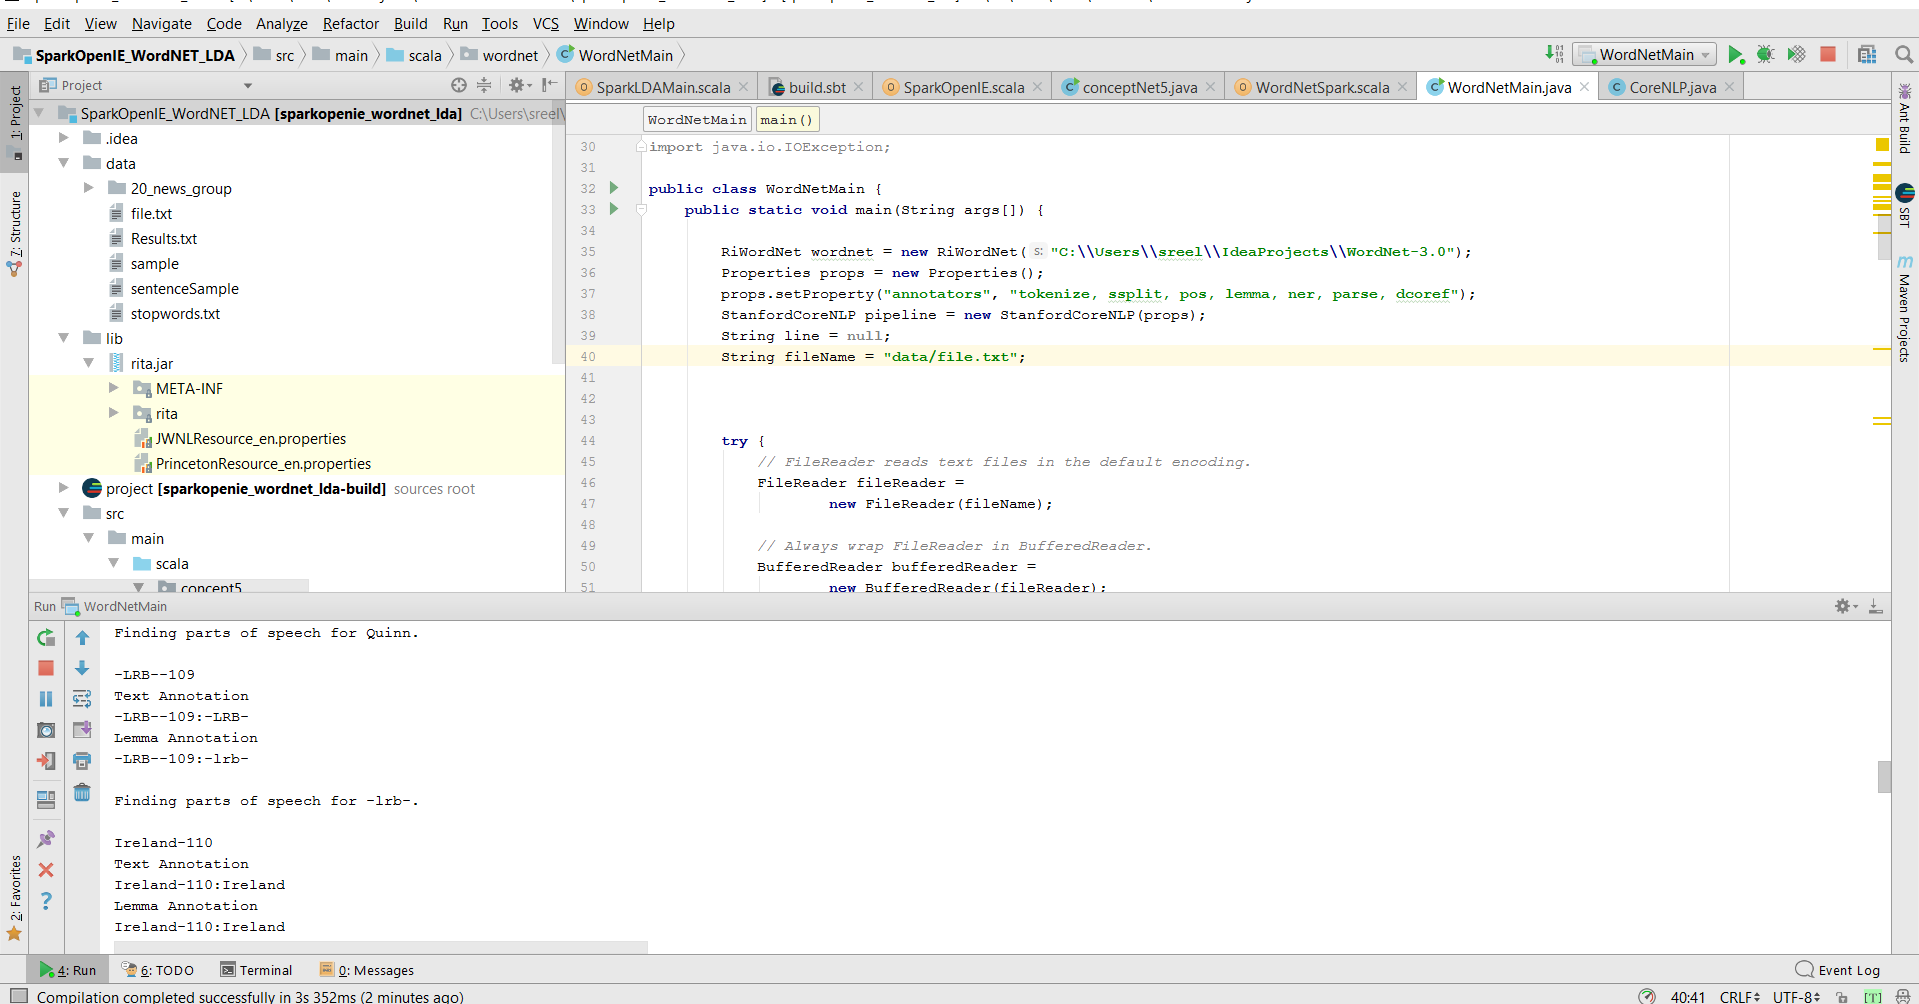 File Edit View Navigate Code Analyze Refactor Build Run Tools VCS Window Help
SparkOpenIE_WordNET_LDA src main scala wordnet WordNetMain
WordNetMain
Project
SparkLDAMain.scala build.sbt SparkOpenIE.scala conceptNet5.java WordNetSpark.scala WordNetMain.java CoreNLP.java
1: Project
7: Structure
2: Favorites
SparkOpenIE_WordNET_LDA [sparkopenie_wordnet_lda] C:\Users\sreel\
.idea
data
20_news_group
file.txt
Results.txt
sample
sentenceSample
stopwords.txt
lib
rita.jar
META-INF
rita
JWNLResource_en.properties
PrincetonResource_en.properties
project [sparkopenie_wordnet_lda-build] sources root
src
main
scala
concept5
WordNetMain main()
30 import java.io.IOException;
31
32 public class WordNetMain {
33 public static void main(String args[]) {
34
35 RiWordNet wordnet = new RiWordNet( s: "C:\\Users\\sreel\\IdeaProjects\\WordNet-3.0");
36 Properties props = new Properties();
37 props.setProperty("annotators", "tokenize, ssplit, pos, lemma, ner, parse, dcoref");
38 StanfordCoreNLP pipeline = new StanfordCoreNLP(props);
39 String line = null;
40 String fileName = "data/file.txt";
41
42
43
44 try {
45 // FileReader reads text files in the default encoding.
46 FileReader fileReader =
47 new FileReader(fileName);
48
49 // Always wrap FileReader in BufferedReader.
50 BufferedReader bufferedReader =
51 new BufferedReader(fileReader);
Ant Build
SBT
m Maven Projects
Run WordNetMain
Finding parts of speech for Quinn.
-LRB--109
Text Annotation
-LRB--109:-LRB-
Lemma Annotation
-LRB--109:-lrb-
Finding parts of speech for -lrb-.
Ireland-110
Text Annotation
Ireland-110:Ireland
Lemma Annotation
Ireland-110:Ireland
4: Run 6: TODO Terminal 0: Messages Event Log
Compilation completed successfully in 3s 352ms (2 minutes ago) 40:41 CRLF UTF-8 [T]